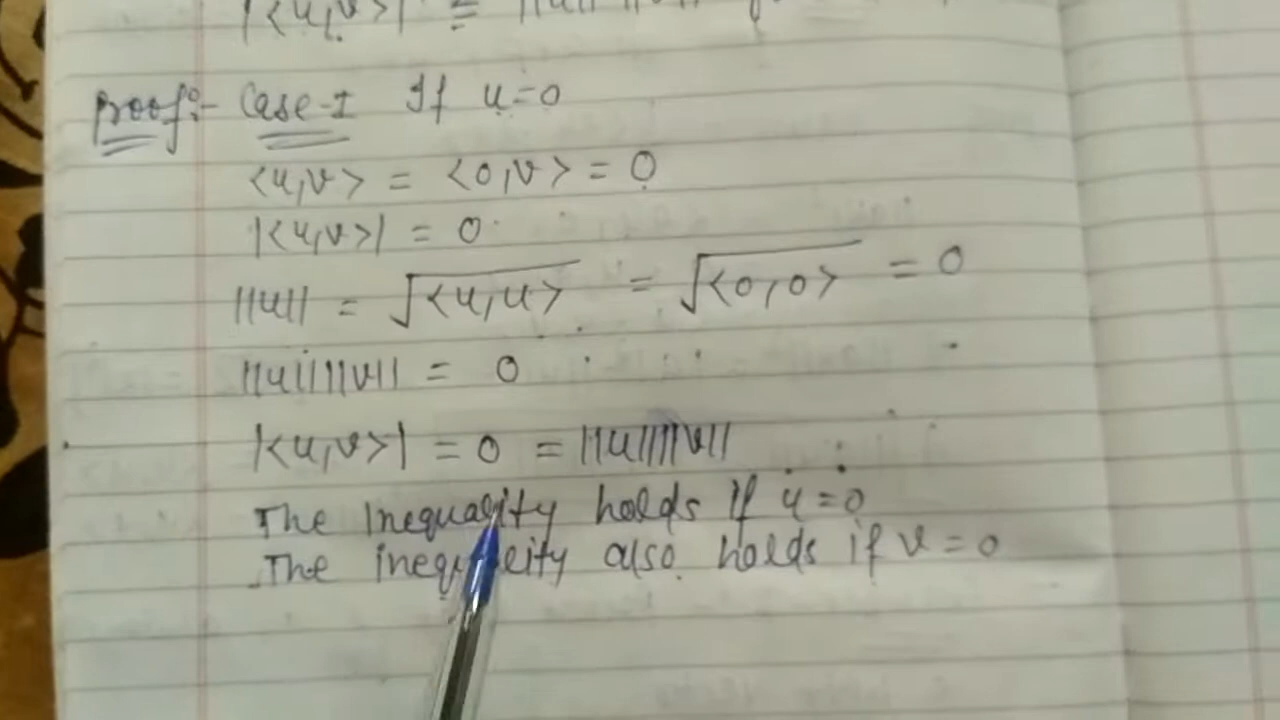 |<u,v>| ≤ ||u|| ||v||
Proof:- Case-I If u=0
<u,v> = <0,v> = 0
|<u,v>| = 0
||u|| = √<u,u> = √<0,0> = 0
||u||||v|| = 0
|<u,v>| = 0 = ||u||||v||
The Inequality holds if u=0
The inequality also holds if v=0